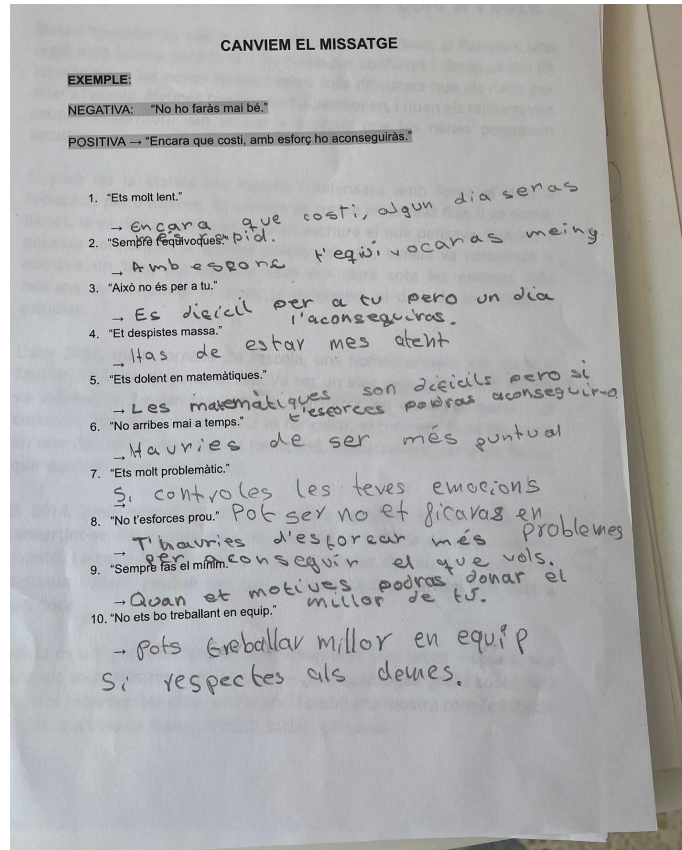 CANVIEM EL MISSATGE
EXEMPLE:
NEGATIVA: “No ho faràs mai bé.”
POSITIVA → “Encara que costi, amb esforç ho aconseguiràs.”
1. “Ets molt lent.”
→ Encara que costi, algun dia seras
més rapid.
2. “Sempre t'equivoques.”
→ Amb esforç t'equivocaras meing
3. “Això no és per a tu.”
→ Es dificil per a tu pero un dia
l'aconseguiras.
4. “Et despistes massa.”
→ Has de estar mes atent
5. “Ets dolent en matemàtiques.”
→ Les matemàtiques son dificils pero si
t'esforces podras aconseguir-o
6. “No arribes mai a temps.”
→ Hauries de ser més puntual
7. “Ets molt problemàtic.”
→ Si controles les teves emocions
Pot ser no et ficaras en problemes
8. “No t'esforces prou.”
→ T'hauries d'esforçar més
per aconseguir el que vols.
9. “Sempre fas el mínim.”
→ Quan et motives podras donar el
millor de tú.
10. “No ets bo treballant en equip.”
→ Pots treballar millor en equip
Si respectes als demes.